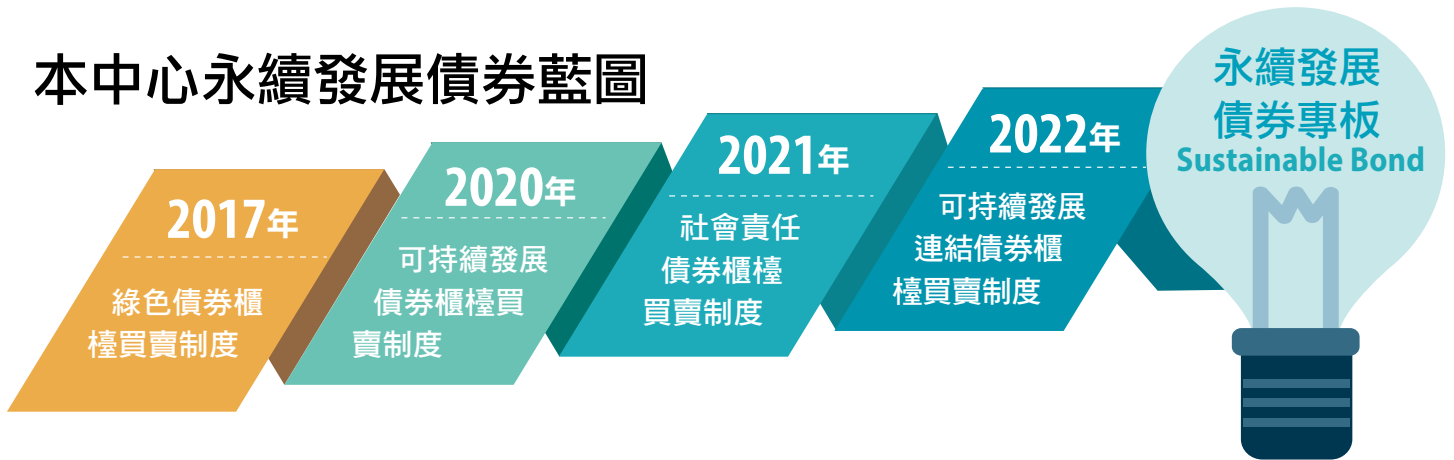 本中心永續發展債券藍圖
2017年
綠色債券櫃
檯買賣制度
2020年
可持續發展
債券櫃檯買
賣制度
2021年
社會責任
債券櫃檯
買賣制度
2022年
可持續發展
連結債券櫃
檯買賣制度
永續發展
債券專板
Sustainable Bond